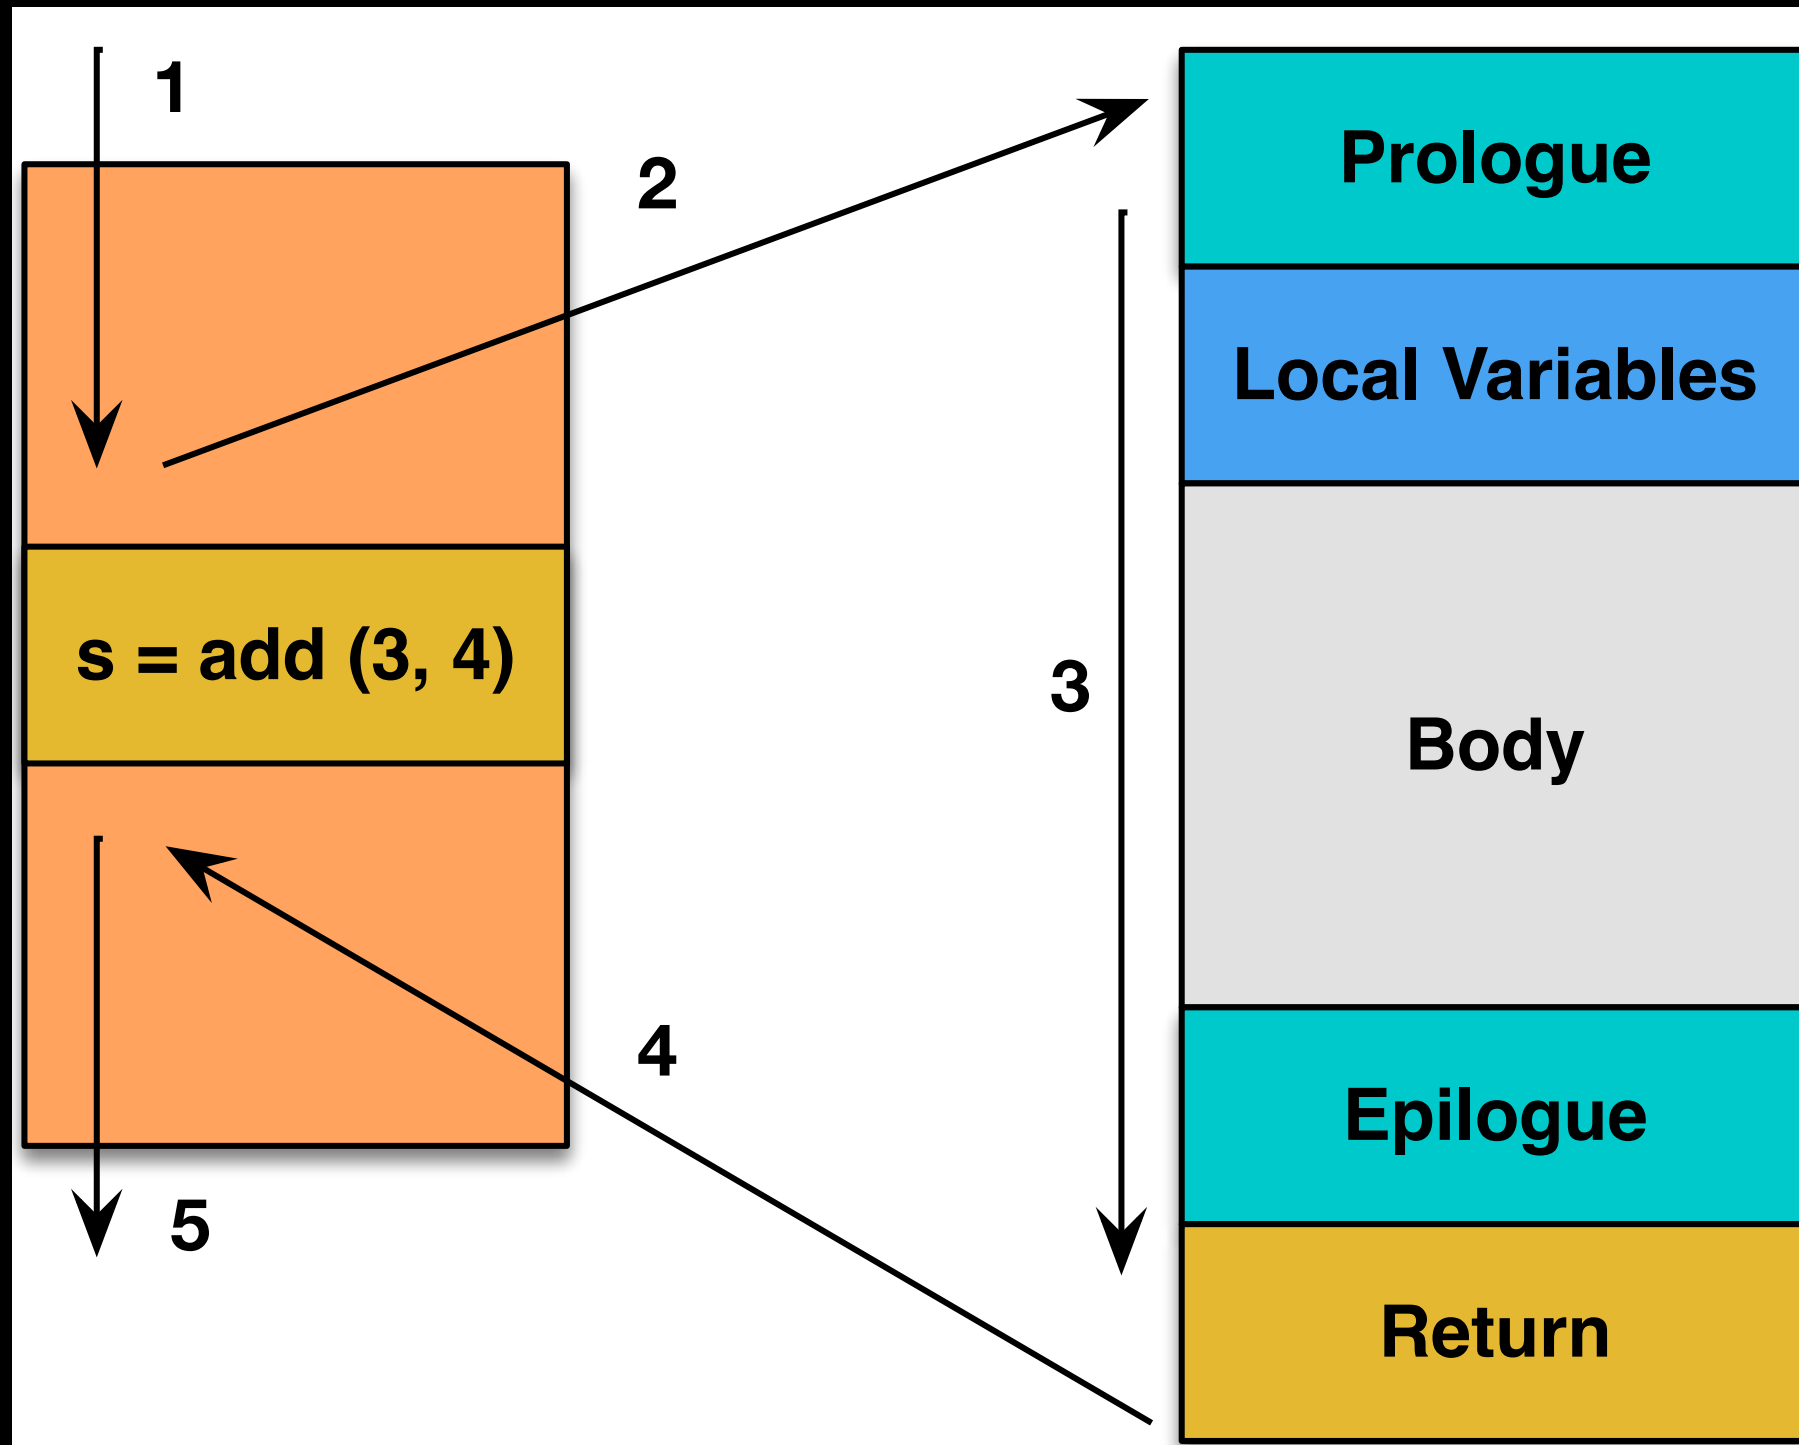 1
2
Prologue
Local Variables
s = add (3, 4)
3
Body
4
Epilogue
5
Return